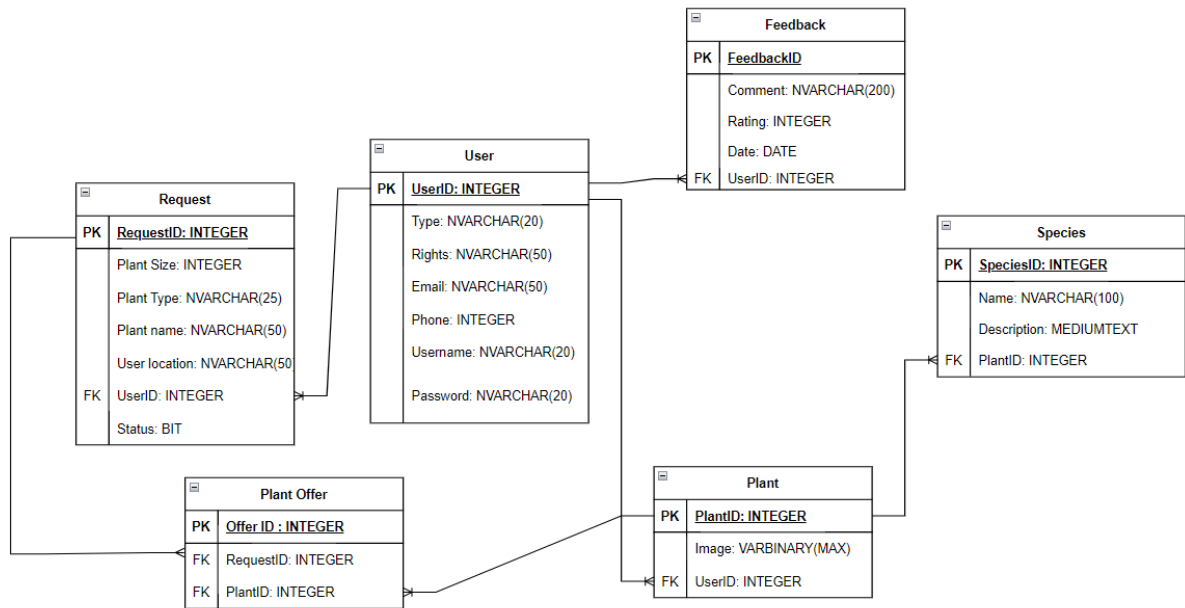 Feedback
PK FeedbackID
Comment: NVARCHAR(200)
Rating: INTEGER
Date: DATE
FK UserID: INTEGER
User
PK UserID: INTEGER
Type: NVARCHAR(20)
Rights: NVARCHAR(50)
Email: NVARCHAR(50)
Phone: INTEGER
Username: NVARCHAR(20)
Password: NVARCHAR(20)
Request
PK RequestID: INTEGER
Plant Size: INTEGER
Plant Type: NVARCHAR(25)
Plant name: NVARCHAR(50)
User location: NVARCHAR(50)
FK UserID: INTEGER
Status: BIT
Species
PK SpeciesID: INTEGER
Name: NVARCHAR(100)
Description: MEDIUMTEXT
FK PlantID: INTEGER
Plant Offer
PK Offer ID : INTEGER
FK RequestID: INTEGER
FK PlantID: INTEGER
Plant
PK PlantID: INTEGER
Image: VARBINARY(MAX)
FK UserID: INTEGER